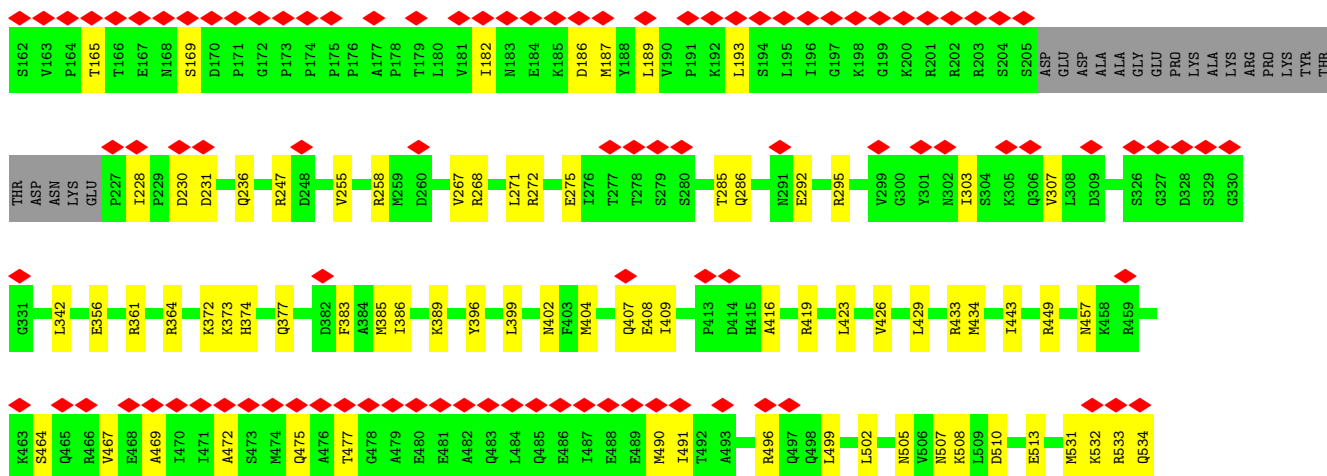 S162 V163 P164 T165 T166 E167 N168 S169 D170 P171 G172 P173 P174 P175 P176 A177 P178 T179 L180 V181 I182 N183 E184 K185 D186 M187 Y188 L189 V190 P191 K192 L193 S194 L195 I196 G197 K198 G199 K200 R201 R202 R203 S204 S205 ASP GLU ASP ALA ALA GLY GLU PRO LYS ALA LYS ARG PRO LYS TYR THR
THR ASP ASN LYS GLU P227 I228 P229 D230 D231 Q236 R247 D248 V255 R258 M259 D260 V267 R268 L271 R272 E275 I276 T277 T278 S279 S280 T285 Q286 N291 E292 R295 V299 G300 Y301 N302 I303 S304 K305 Q306 V307 L308 D309 S326 G327 D328 S329 G330
G331 L342 E356 R361 R364 K372 K373 H374 Q377 D382 F383 A384 M385 I386 K389 Y396 L399 N402 F403 M404 Q407 E408 I409 P413 D414 H415 A416 R419 L423 V426 L429 R433 M434 I443 R449 N457 K458 R459
K463 S464 Q465 R466 V467 E468 A469 I470 I471 A472 S473 M474 Q475 A476 T477 G478 A479 E480 E481 A482 Q483 L484 Q485 E486 I487 E488 E489 M490 I491 T492 A493 R496 Q497 Q498 L499 L502 N505 V506 N507 K508 L509 D510 E513 M531 K532 R533 Q534